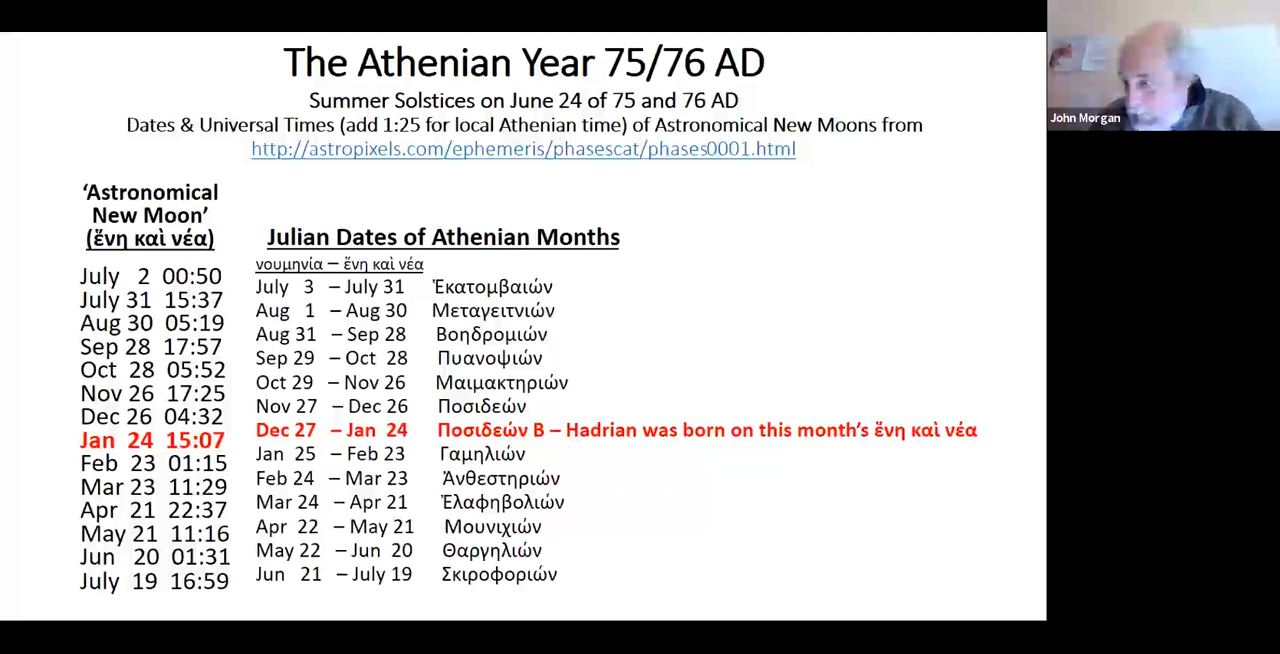 The Athenian Year 75/76 AD
Summer Solstices on June 24 of 75 and 76 AD
Dates & Universal Times (add 1:25 for local Athenian time) of Astronomical New Moons from
http://astropixels.com/ephemeris/phasescat/phases0001.html
‘Astronomical
New Moon’
(ἕνη καὶ νέα)
July 2 00:50
July 31 15:37
Aug 30 05:19
Sep 28 17:57
Oct 28 05:52
Nov 26 17:25
Dec 26 04:32
Jan 24 15:07
Feb 23 01:15
Mar 23 11:29
Apr 21 22:37
May 21 11:16
Jun 20 01:31
July 19 16:59
Julian Dates of Athenian Months
νουμηνία – ἕνη καὶ νέα
July 3 – July 31 Ἑκατομβαιών
Aug 1 – Aug 30 Μεταγειτνιών
Aug 31 – Sep 28 Βοηδρομιών
Sep 29 – Oct 28 Πυανοψιών
Oct 29 – Nov 26 Μαιμακτηριών
Nov 27 – Dec 26 Ποσιδεών
Dec 27 – Jan 24 Ποσιδεών Β – Hadrian was born on this month’s ἕνη καὶ νέα
Jan 25 – Feb 23 Γαμηλιών
Feb 24 – Mar 23 Ἀνθεστηριών
Mar 24 – Apr 21 Ἐλαφηβολιών
Apr 22 – May 21 Μουνιχιών
May 22 – Jun 20 Θαργηλιών
Jun 21 – July 19 Σκιροφοριών
John Morgan